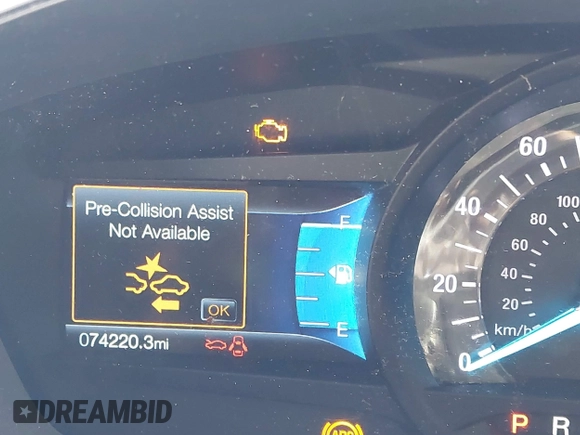 Pre-Collision Assist
Not Available
OK
F
E
074220.3mi
60
40
20
0
100
80
60
40
20
km/h
P R
ABS
DREAMBID